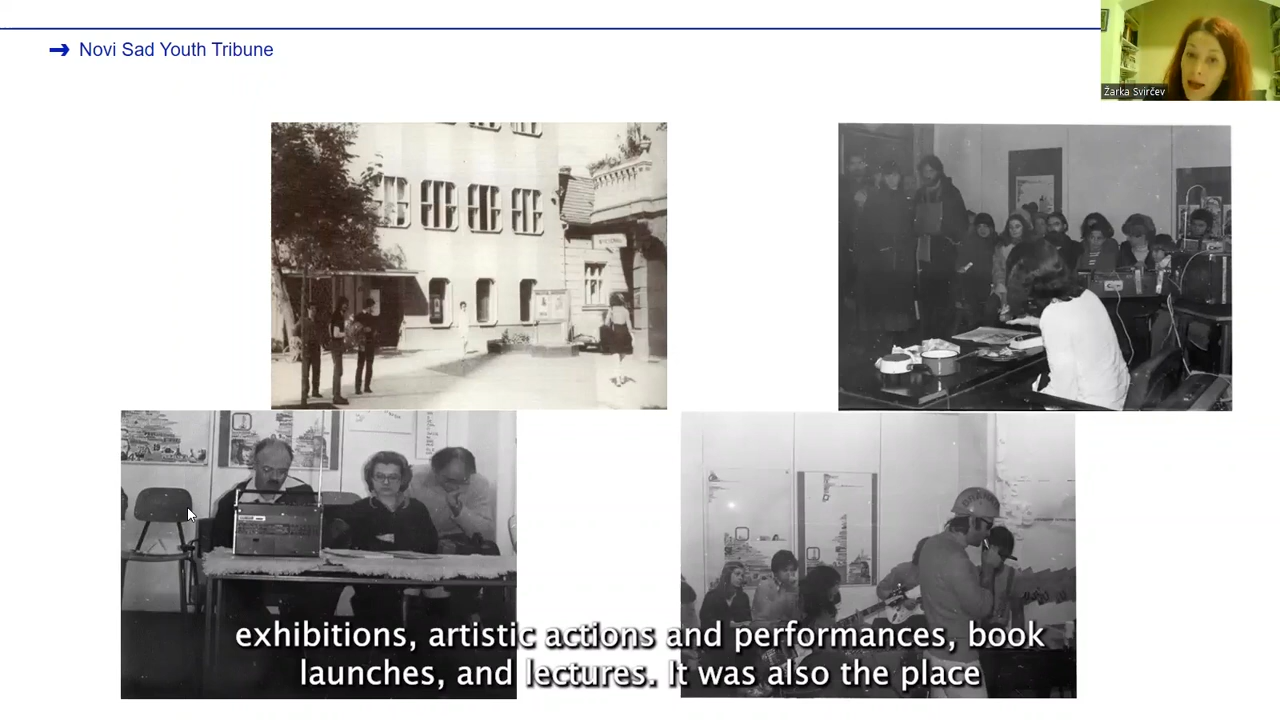 ➔ Novi Sad Youth Tribune
Žarka Svirčev
exhibitions, artistic actions and performances, book
launches, and lectures. It was also the place